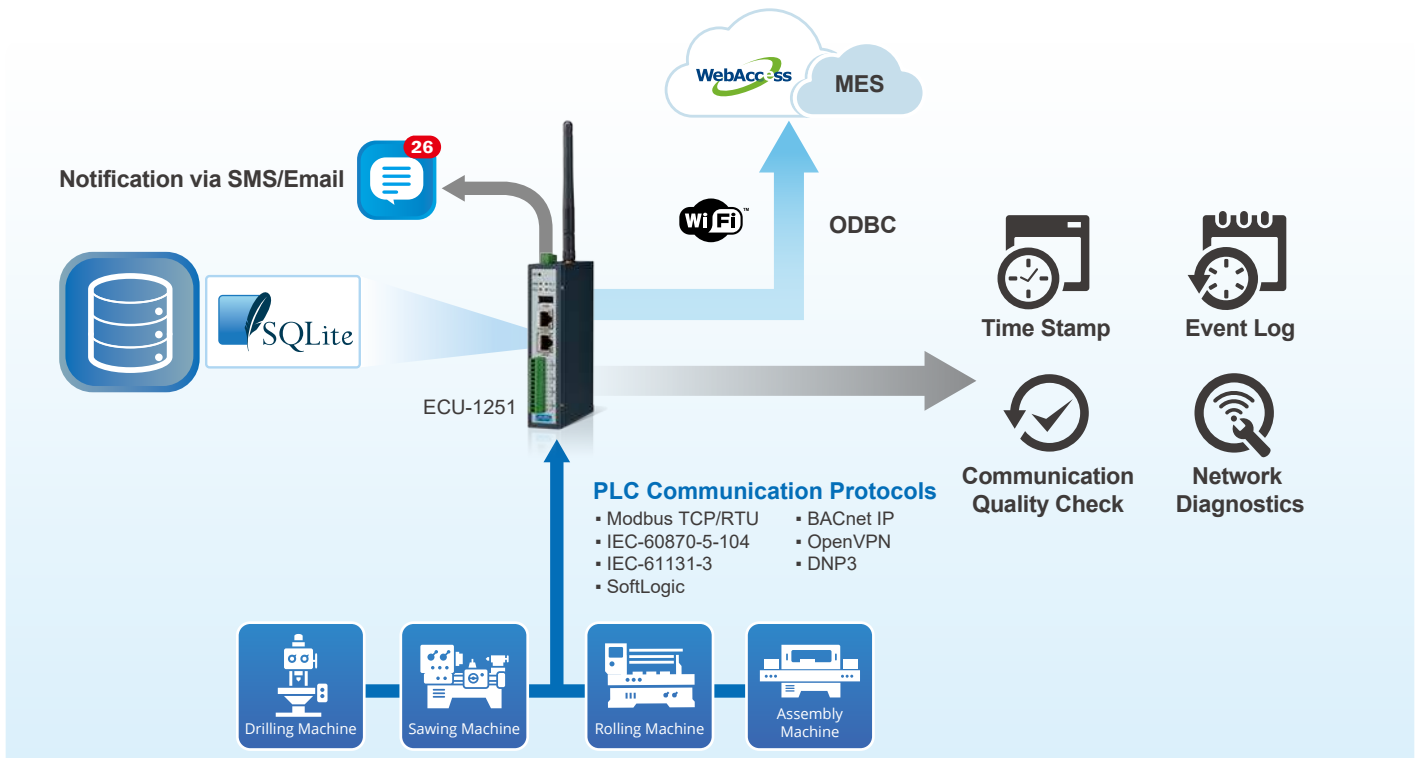 WebAccess
MES
26
Notification via SMS/Email
WiFi™
ODBC
SQLite
Time Stamp
Event Log
ECU-1251
Communication
Quality Check
Network
Diagnostics
PLC Communication Protocols
▪ Modbus TCP/RTU
▪ IEC-60870-5-104
▪ IEC-61131-3
▪ SoftLogic
▪ BACnet IP
▪ OpenVPN
▪ DNP3
Drilling Machine
Sawing Machine
Rolling Machine
Assembly
Machine